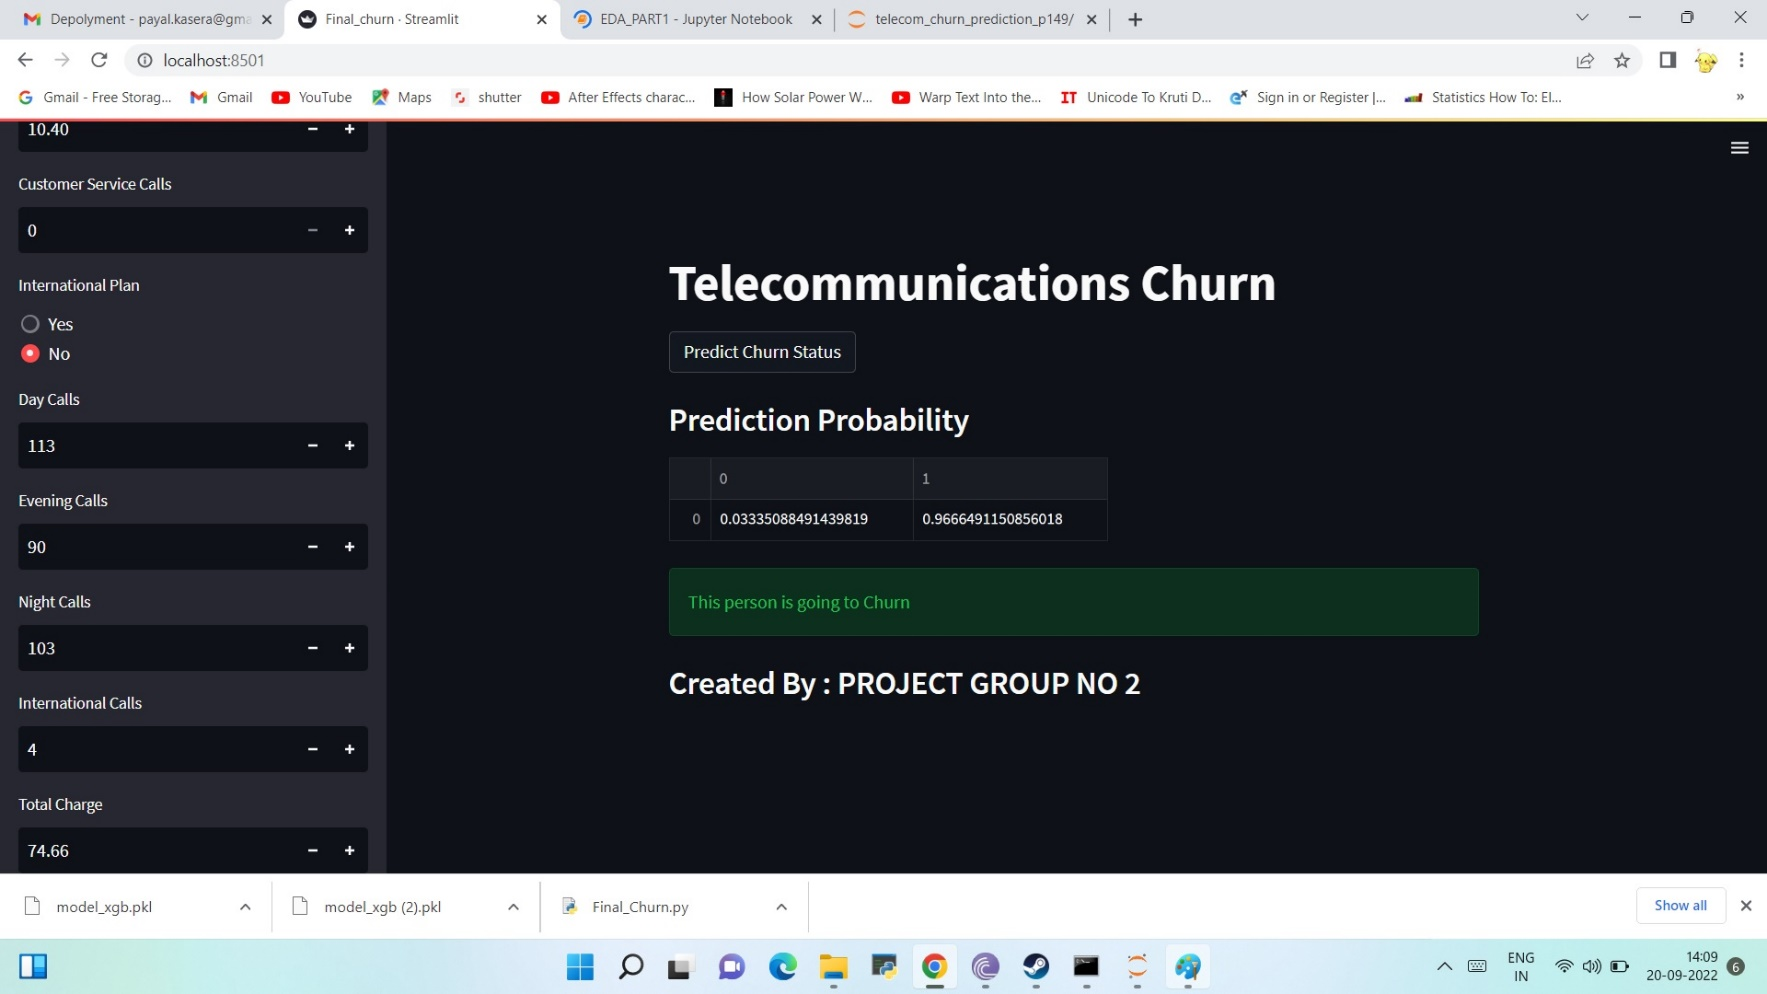 Depolyment - payal.kasera@gma
Final_churn · Streamlit
EDA_PART1 - Jupyter Notebook
telecom_churn_prediction_p149/
localhost:8501
Gmail - Free Storag...
Gmail
YouTube
Maps
shutter
After Effects charac...
How Solar Power W...
Warp Text Into the...
IT Unicode To Kruti D...
Sign in or Register |...
Statistics How To: El...
»
10.40
Customer Service Calls
0
International Plan
Yes
No
Day Calls
113
Evening Calls
90
Night Calls
103
International Calls
4
Total Charge
74.66
Telecommunications Churn
Predict Churn Status
Prediction Probability
0 1
0 0.03335088491439819 0.9666491150856018
This person is going to Churn
Created By : PROJECT GROUP NO 2
model_xgb.pkl
model_xgb (2).pkl
Final_Churn.py
Show all
ENG
IN
14:09
20-09-2022
6